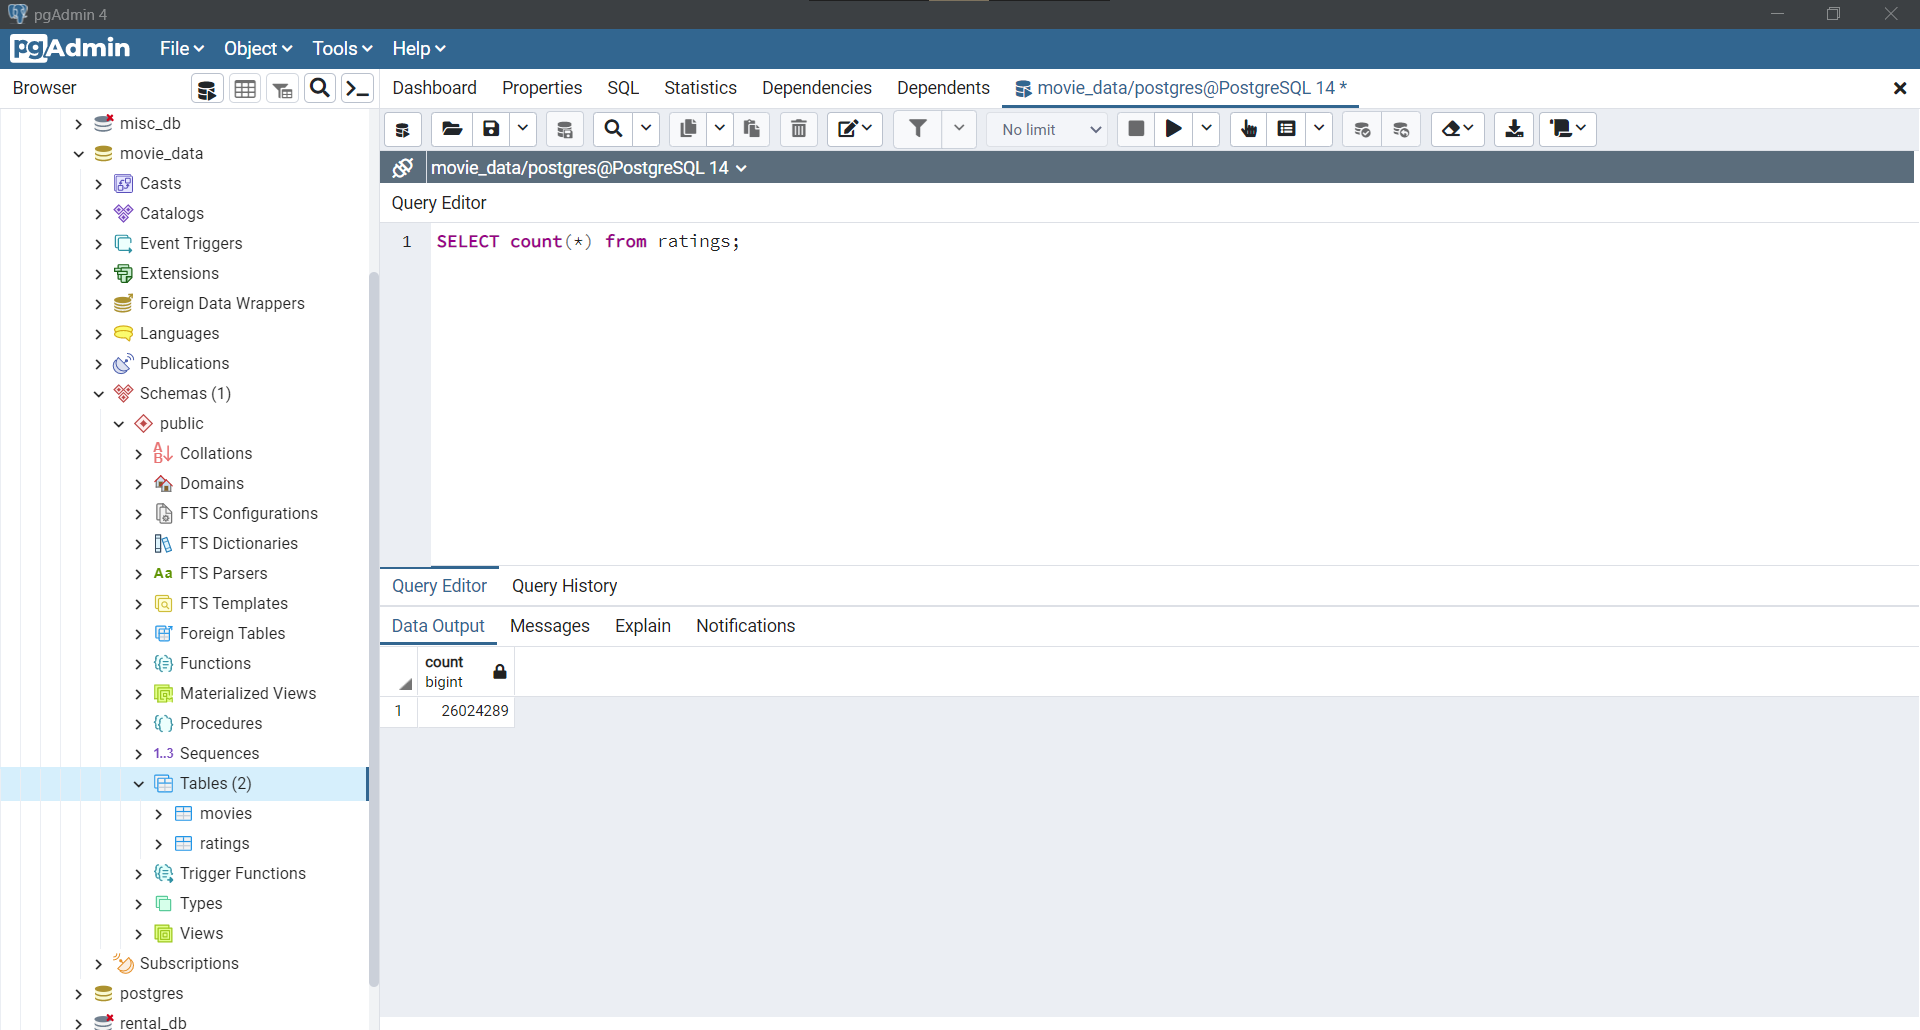 pgAdmin 4
pgAdmin File Object Tools Help
Browser
Dashboard Properties SQL Statistics Dependencies Dependents movie_data/postgres@PostgreSQL 14 *
No limit
movie_data/postgres@PostgreSQL 14
Query Editor
1 SELECT count(*) from ratings;
Query Editor Query History
Data Output Messages Explain Notifications
count
bigint
1 26024289
misc_db
movie_data
Casts
Catalogs
Event Triggers
Extensions
Foreign Data Wrappers
Languages
Publications
Schemas (1)
public
Collations
Domains
FTS Configurations
FTS Dictionaries
Aa FTS Parsers
FTS Templates
Foreign Tables
Functions
Materialized Views
Procedures
1..3 Sequences
Tables (2)
movies
ratings
Trigger Functions
Types
Views
Subscriptions
postgres
rental_db